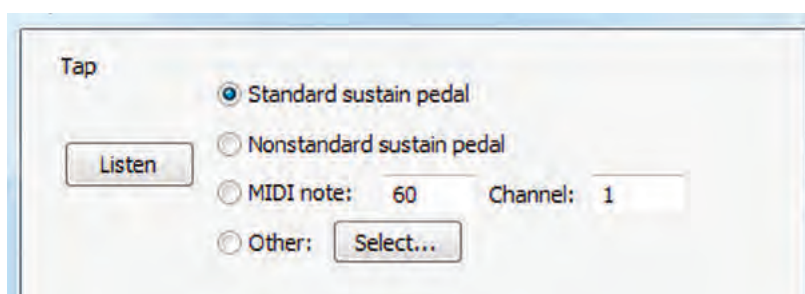 Tap
Standard sustain pedal
Nonstandard sustain pedal
Listen
MIDI note: 60 Channel: 1
Other: Select...